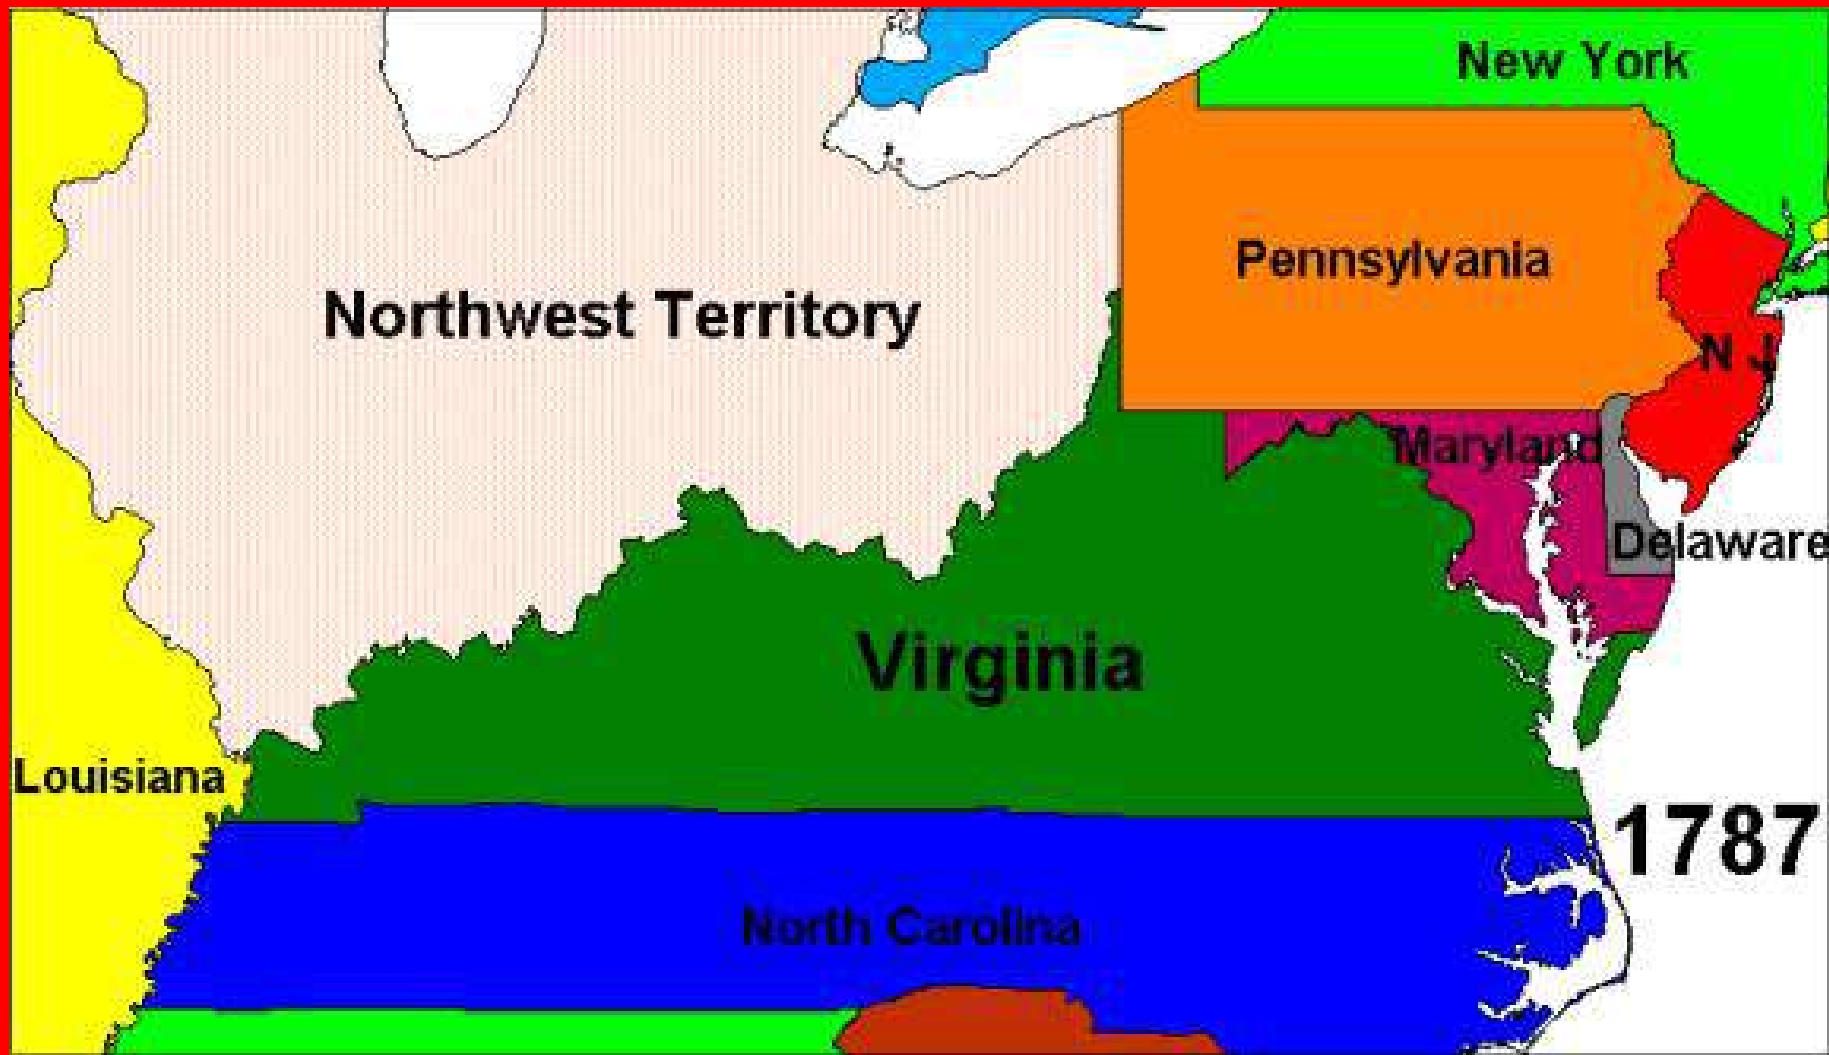 New York
Pennsylvania
Northwest Territory
N J
Maryland
Delaware
Virginia
Louisiana
1787
North Carolina